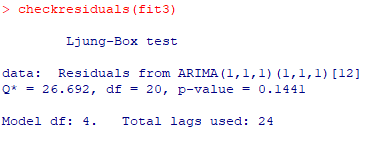 > checkresiduals(fit3)
Ljung-Box test
data:  Residuals from ARIMA(1,1,1)(1,1,1)[12]
Q* = 26.692, df = 20, p-value = 0.1441
Model df: 4.   Total lags used: 24